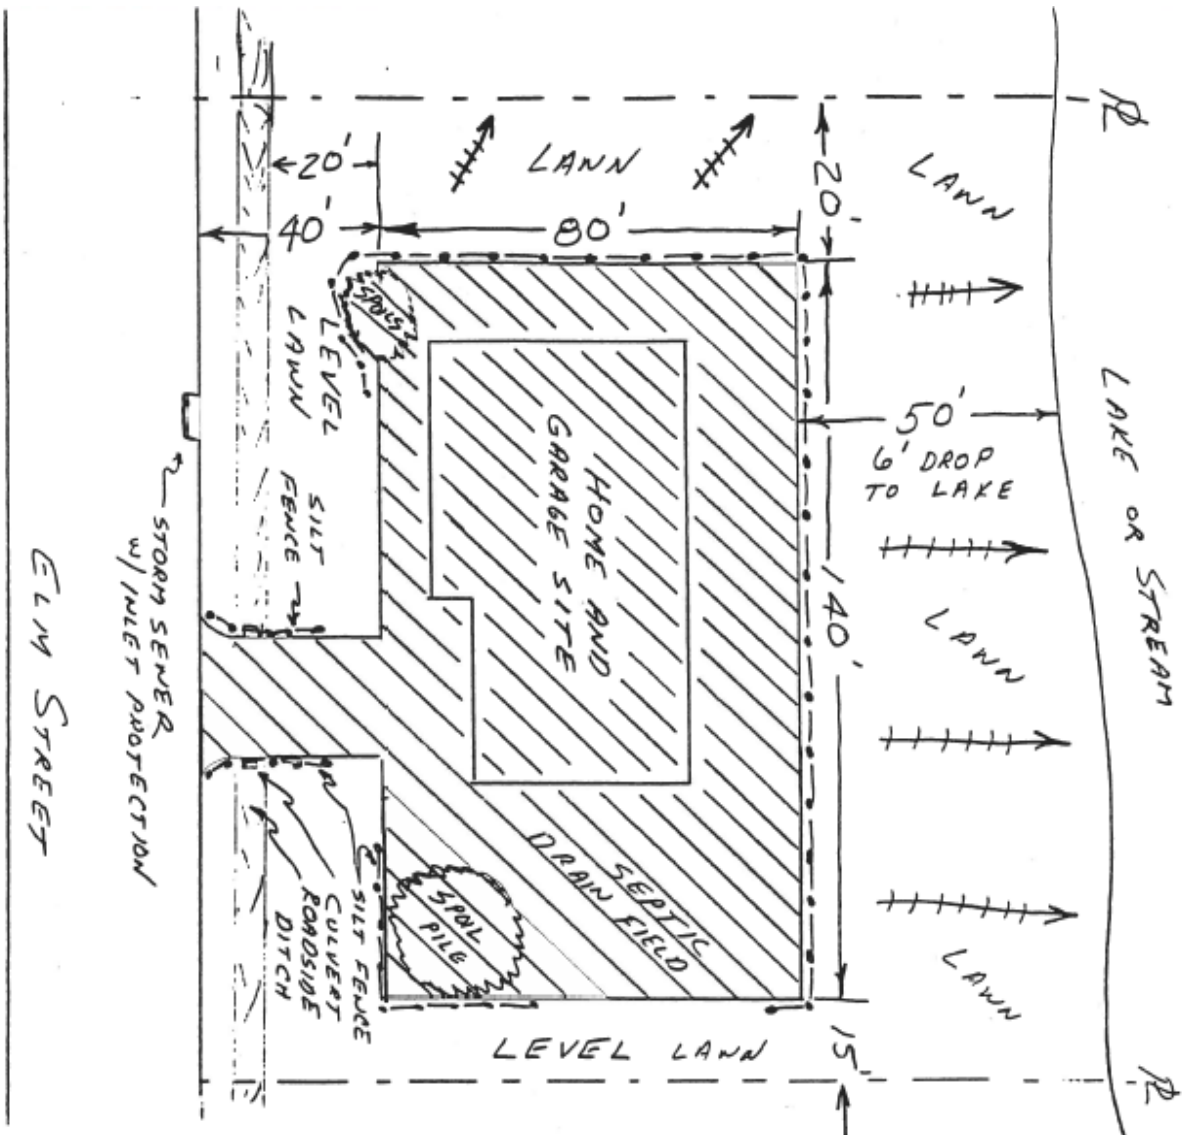 PL
LAWN
LAWN
20'
20'
40'
80'
SPOILS
LEVEL
LAWN
50'
6' DROP
TO LAKE
LAKE OR STREAM
HOME AND
GARAGE SITE
SILT
FENCE
STORM SEWER
W/ INLET PROTECTION
ELM STREET
140'
LAWN
SEPTIC
DRAIN FIELD
SPOIL
PILE
SILT FENCE
CULVERT
ROADSIDE
DITCH
LAWN
LEVEL LAWN
15'
PL